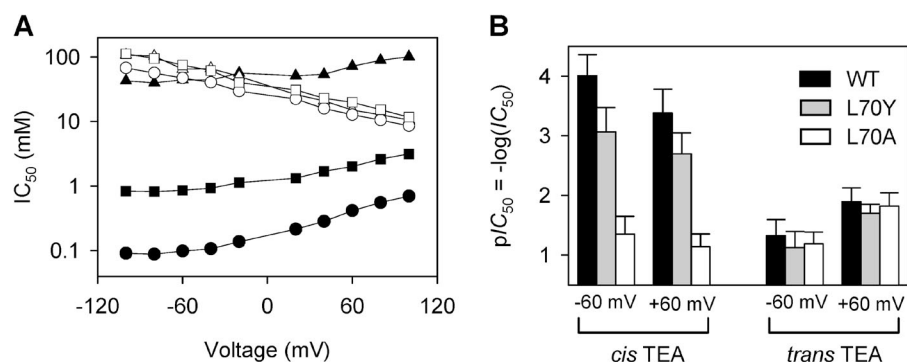 A
100
10
1
0.1
IC50 (mM)
-120
-60
0
60
120
Voltage (mV)
B
4
3
2
1
pIC50 = -log(IC50)
WT
L70Y
L70A
-60 mV
+60 mV
-60 mV
+60 mV
cis TEA
trans TEA